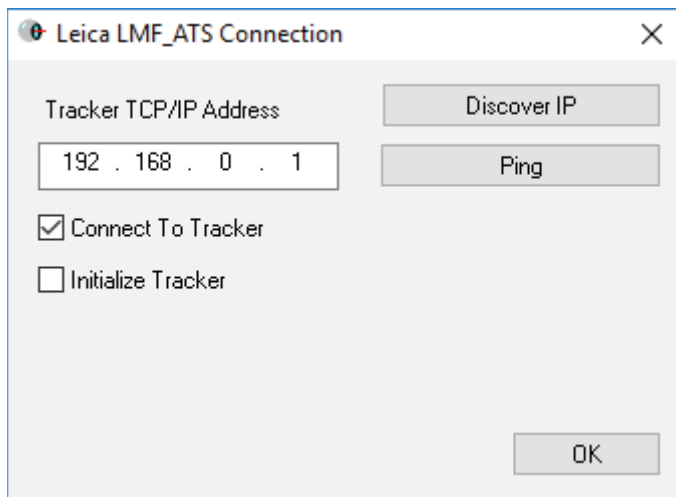 Leica LMF_ATS Connection
Tracker TCP/IP Address
Discover IP
192 . 168 . 0 . 1
Ping
Connect To Tracker
Initialize Tracker
OK